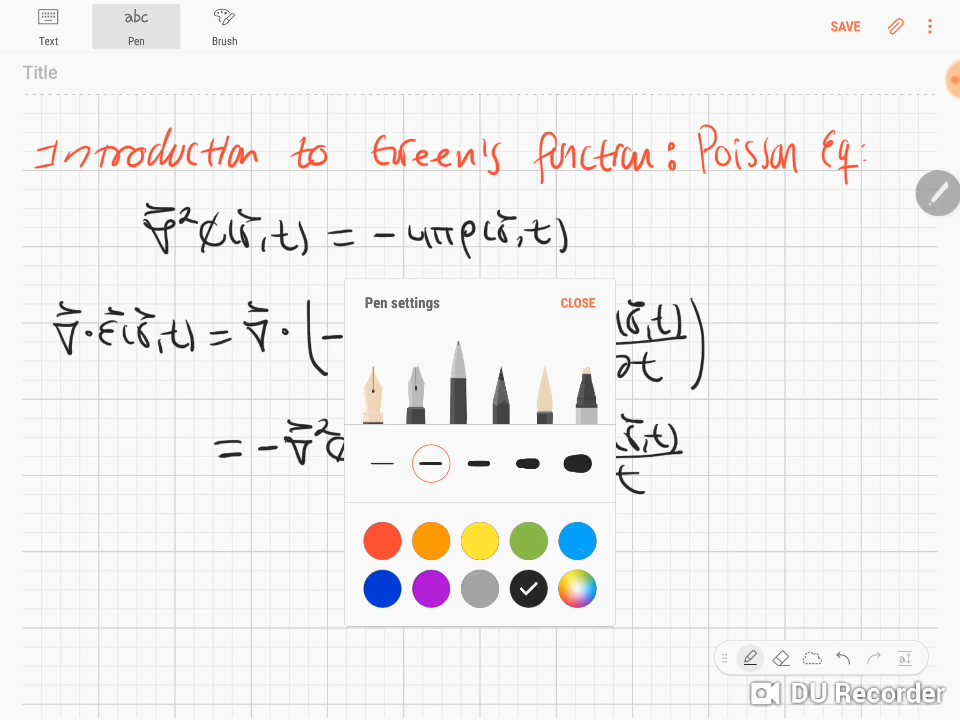 Text
abc
Pen
Brush
SAVE
Title
Introduction to Green's function: Poisson Eq:
∇⃗²ϕ(r⃗,t) = -4πρ(r⃗,t)
Pen settings
CLOSE
∇⃗·E⃗(r⃗,t) = ∇⃗·(- (r⃗,t)/∂t)
= -∇⃗²ϕ (r⃗,t)/t
a
DU Recorder